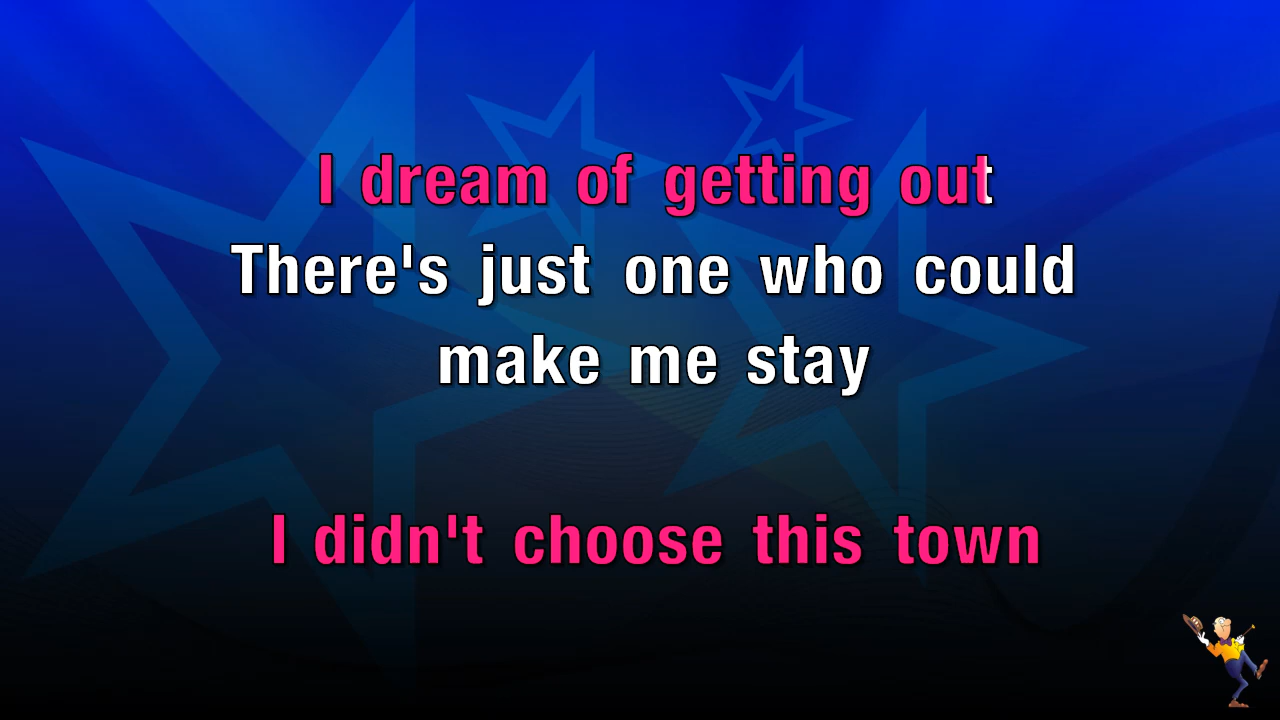 I dream of getting out
There's just one who could
make me stay
I didn't choose this town